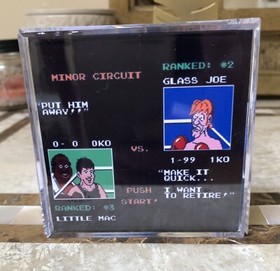 RANKED: #2
MINOR CIRCUIT
GLASS JOE
"PUT HIM
AWAY!!"
0- 0 0KO
VS.
1-99 1KO
"MAKE IT
QUICK...
I WANT
TO RETIRE!"
PUSH
START!
RANKED: #3
LITTLE MAC